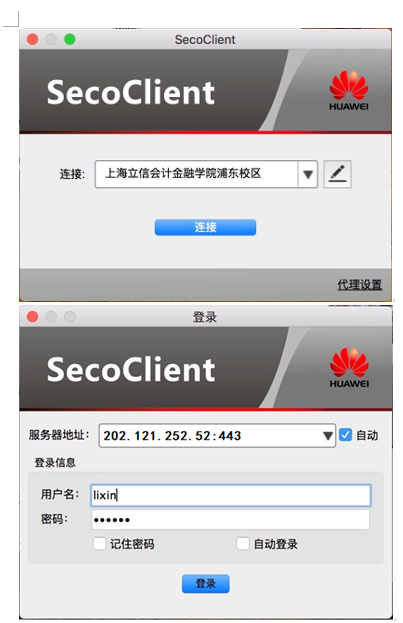 SecoClient
SecoClient
HUAWEI
连接:
上海立信会计金融学院浦东校区
连接
代理设置
登录
SecoClient
HUAWEI
服务器地址:
202.121.252.52:443
自动
登录信息
用户名:
lixin
密码:
••••••
记住密码
自动登录
登录